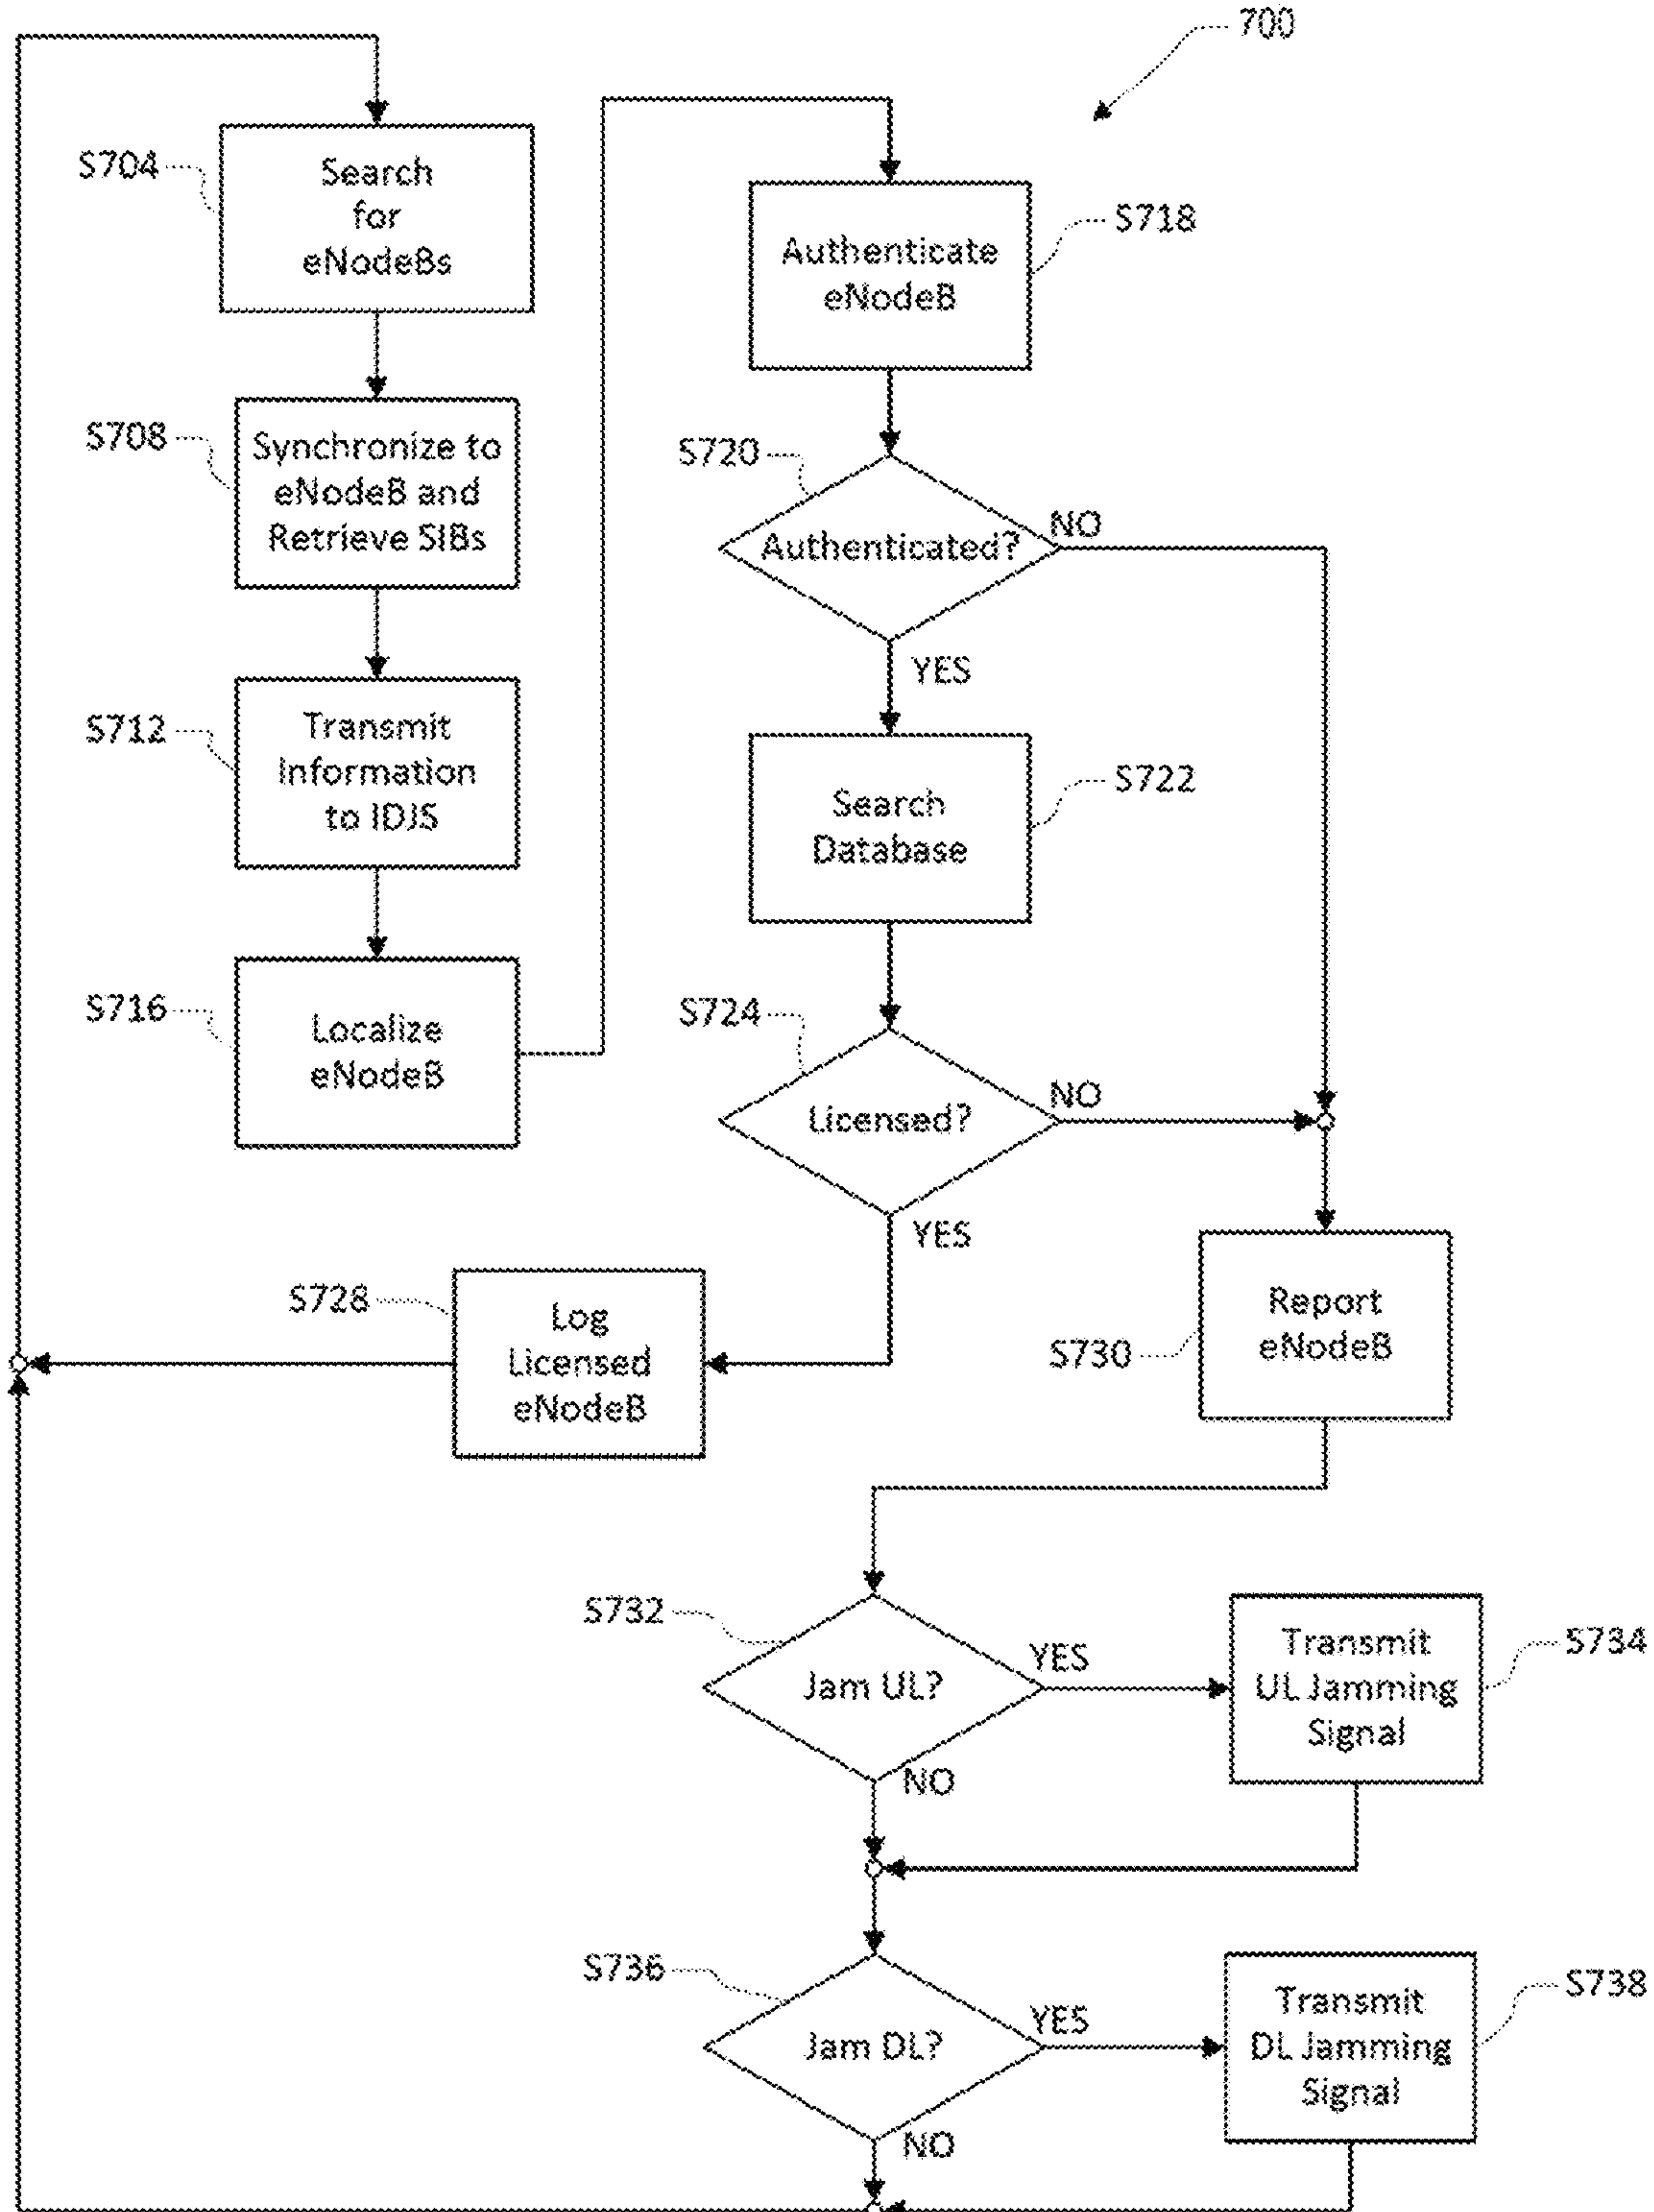 700
S704
Search
for
eNodeBs
S708
Synchronize to
eNodeB and
Retrieve SIBs
S712
Transmit
Information
to IDJS
S716
Localize
eNodeB
S718
Authenticate
eNodeB
S720
Authenticated?
NO
YES
S722
Search
Database
S724
Licensed?
NO
YES
S728
Log
Licensed
eNodeB
S730
Report
eNodeB
S732
Jam UL?
YES
NO
S734
Transmit
UL Jamming
Signal
S736
Jam DL?
YES
NO
S738
Transmit
DL Jamming
Signal